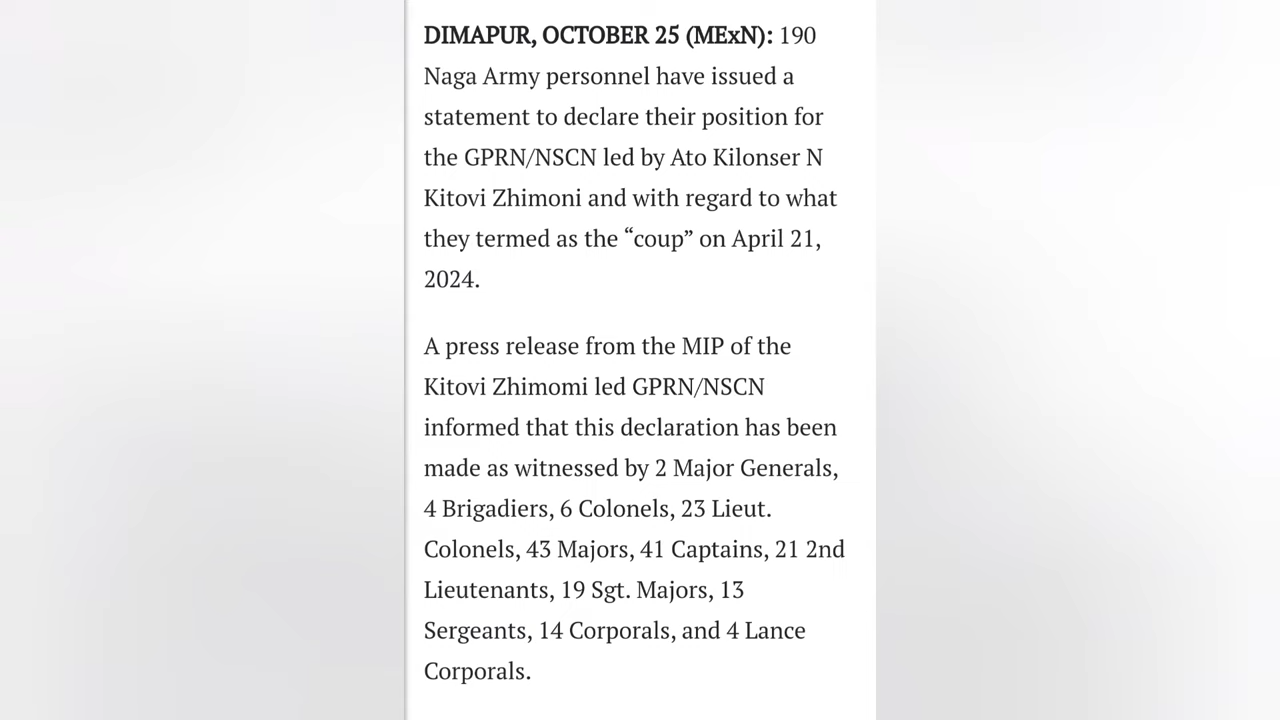 DIMAPUR, OCTOBER 25 (MExN): 190
Naga Army personnel have issued a
statement to declare their position for
the GPRN/NSCN led by Ato Kilonser N
Kitovi Zhimoni and with regard to what
they termed as the “coup” on April 21,
2024.
A press release from the MIP of the
Kitovi Zhimomi led GPRN/NSCN
informed that this declaration has been
made as witnessed by 2 Major Generals,
4 Brigadiers, 6 Colonels, 23 Lieut.
Colonels, 43 Majors, 41 Captains, 21 2nd
Lieutenants, 19 Sgt. Majors, 13
Sergeants, 14 Corporals, and 4 Lance
Corporals.